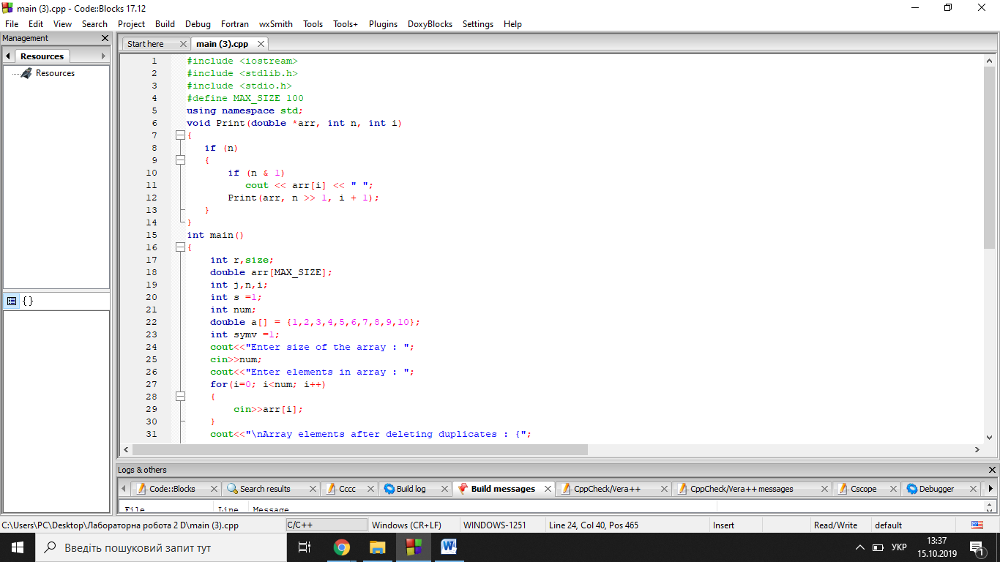 main (3).cpp - Code::Blocks 17.12
File Edit View Search Project Build Debug Fortran wxSmith Tools Tools+ Plugins DoxyBlocks Settings Help
Management
Start here main (3).cpp
Resources
Resources
1 #include <iostream>
2 #include <stdlib.h>
3 #include <stdio.h>
4 #define MAX_SIZE 100
5 using namespace std;
6 void Print(double *arr, int n, int i)
7 {
8 if (n)
9 {
10 if (n & 1)
11 cout << arr[i] << " ";
12 Print(arr, n >> 1, i + 1);
13 }
14 }
15 int main()
16 {
17 int r,size;
18 double arr[MAX_SIZE];
19 int j,n,i;
20 int s =1;
21 int num;
22 double a[] = {1,2,3,4,5,6,7,8,9,10};
23 int symv =1;
24 cout<<"Enter size of the array : ";
25 cin>>num;
26 cout<<"Enter elements in array : ";
27 for(i=0; i<num; i++)
28 {
29 cin>>arr[i];
30 }
31 cout<<"\nArray elements after deleting duplicates : {";
{}
Logs & others
Code::Blocks Search results Cccc Build log Build messages CppCheck/Vera++ CppCheck/Vera++ messages Cscope Debugger
File Line Message
C:\Users\PC\Desktop\Лабораторна робота 2 D\main (3).cpp C/C++ Windows (CR+LF) WINDOWS-1251 Line 24, Col 40, Pos 465 Insert Read/Write default
Введіть пошуковий запит тут
УКР
13:37
15.10.2019
1